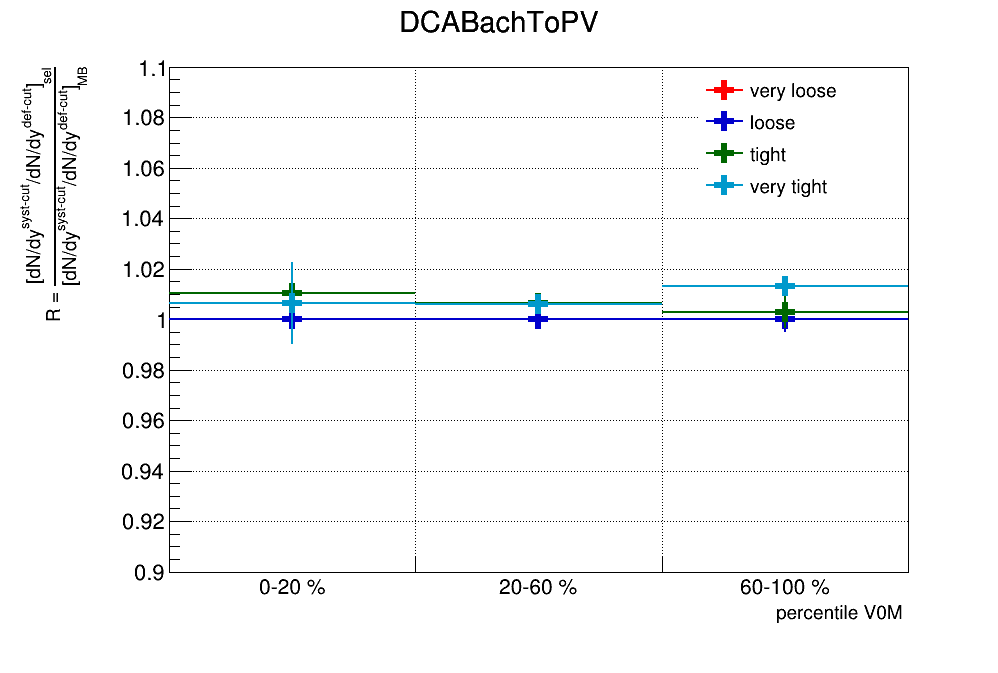 DCABachToPV
R = [dN/dy^syst-cut/dN/dy^def-cut]_sel
[dN/dy^syst-cut/dN/dy^def-cut]_MB
1.1
1.08
1.06
1.04
1.02
1
0.98
0.96
0.94
0.92
0.9
very loose
loose
tight
very tight
0-20 %
20-60 %
60-100 %
percentile V0M